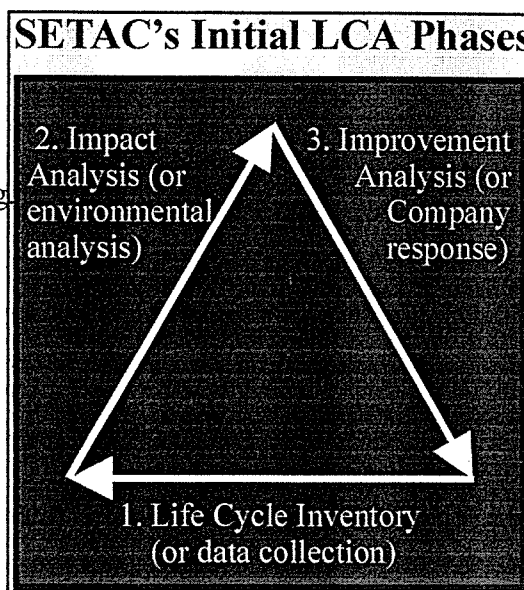 SETAC's Initial LCA Phases
2. Impact
Analysis (or
environmental
analysis)
3. Improvement
Analysis (or
Company
response)
1. Life Cycle Inventory
(or data collection)